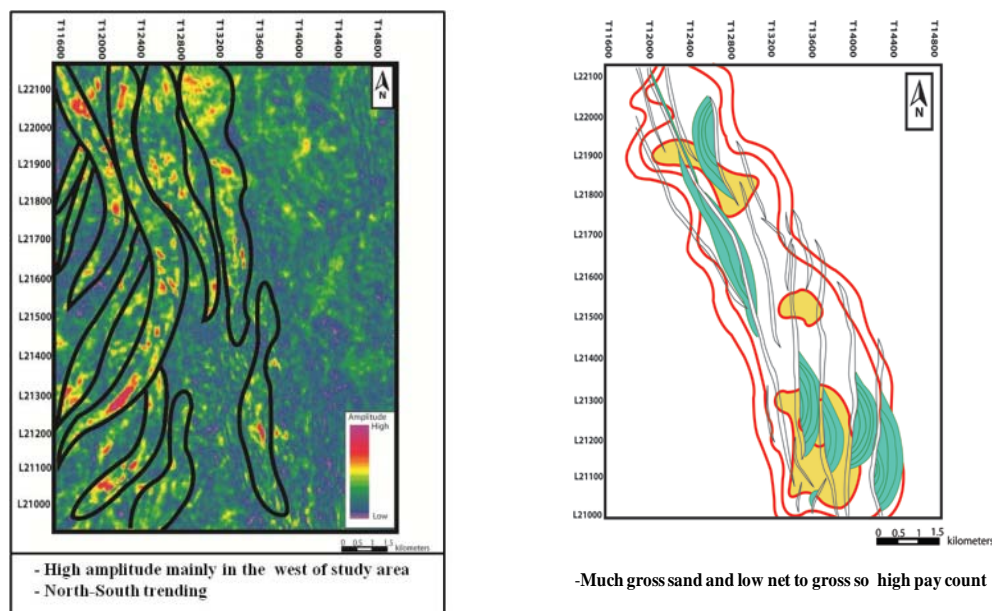 T11600
T12000
T12400
T12800
T13200
T13600
T14000
T14400
T14800
L22100
L22000
L21900
L21800
L21700
L21600
L21500
L21400
L21300
L21200
L21100
L21000
N
Amplitude
High
Low
0 0.5 1 1.5
kilometers
- High amplitude mainly in the west of study area
- North-South trending
T11600
T12000
T12400
T12800
T13200
T13600
T14000
T14400
T14800
L22100
L22000
L21900
L21800
L21700
L21600
L21500
L21400
L21300
L21200
L21100
L21000
N
0 0.5 1 1.5
kilometers
-Much gross sand and low net to gross so high pay count